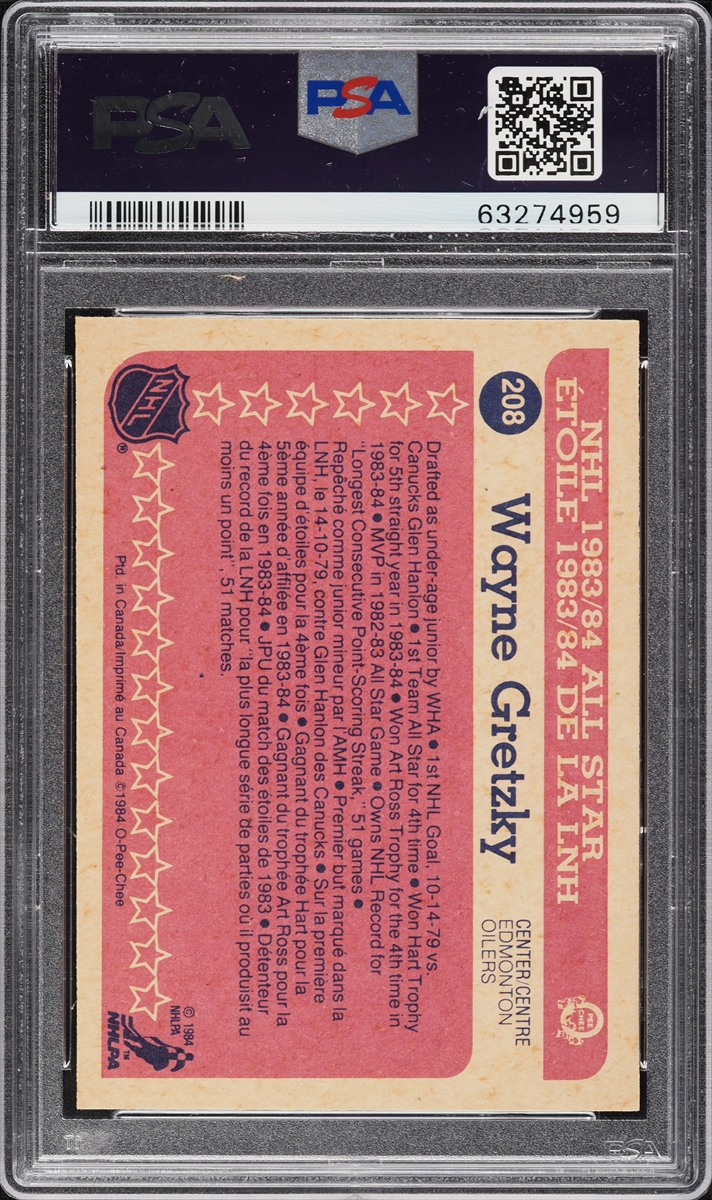 PSA
PSA
63274959
NHL 1983/84 ALL STAR
ÉTOILE 1983/84 DE LA LNH
O
PEE
CHEE
208
Wayne Gretzky
CENTER/CENTRE
EDMONTON
OILERS
Drafted as under-age junior by WHA ● 1st NHL Goal, 10-14-79 vs.
Canucks Glen Hanlon ● 1st Team All Star for 4th time ● Won Hart Trophy
for 5th straight year in 1983-84 ● Won Art Ross Trophy for the 4th time in
1983-84 ● MVP in 1982-83 All Star Game ● Owns NHL Record for
"Longest Consecutive Point-Scoring Streak," 51 games ●
Repêché comme junior mineur par l'AMH ● Premier but marqué dans la
LNH, le 14-10-79, contre Glen Hanlon des Canucks ● Sur la première
équipe d'étoiles pour la 4ème fois ● Gagnant du trophée Hart pour la
5ème année d'affilée en 1983-84 ● Gagnant du trophée Art Ross pour la
4ème fois en 1983-84 ● JPU du match des étoiles de 1983 ● Détenteur
du record de la LNH pour "la plus longue série de parties ou il produisit au
moins un point", 51 matches.
NHL
®
Ptd. in Canada/Imprimé au Canada ©1984 O-Pee-Chee
© 1984
NHLPA
TM
NHLPA
PSA